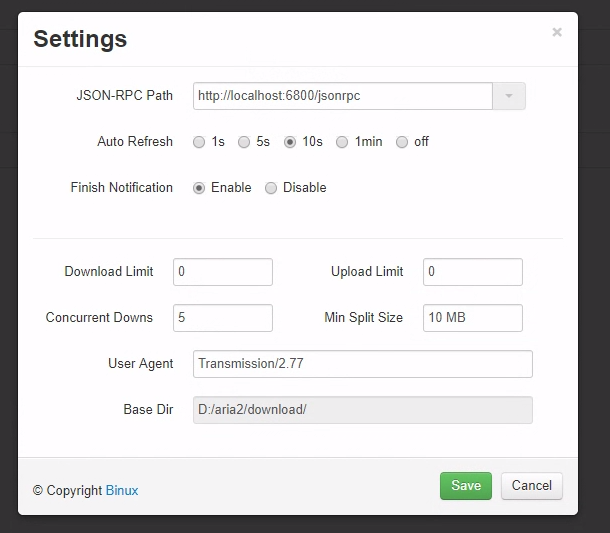 Settings
×
JSON-RPC Path http://localhost:6800/jsonrpc
Auto Refresh 1s 5s 10s 1min off
Finish Notification Enable Disable
Download Limit 0 Upload Limit 0
Concurrent Downs 5 Min Split Size 10 MB
User Agent Transmission/2.77
Base Dir D:/aria2/download/
© Copyright Binux Save Cancel